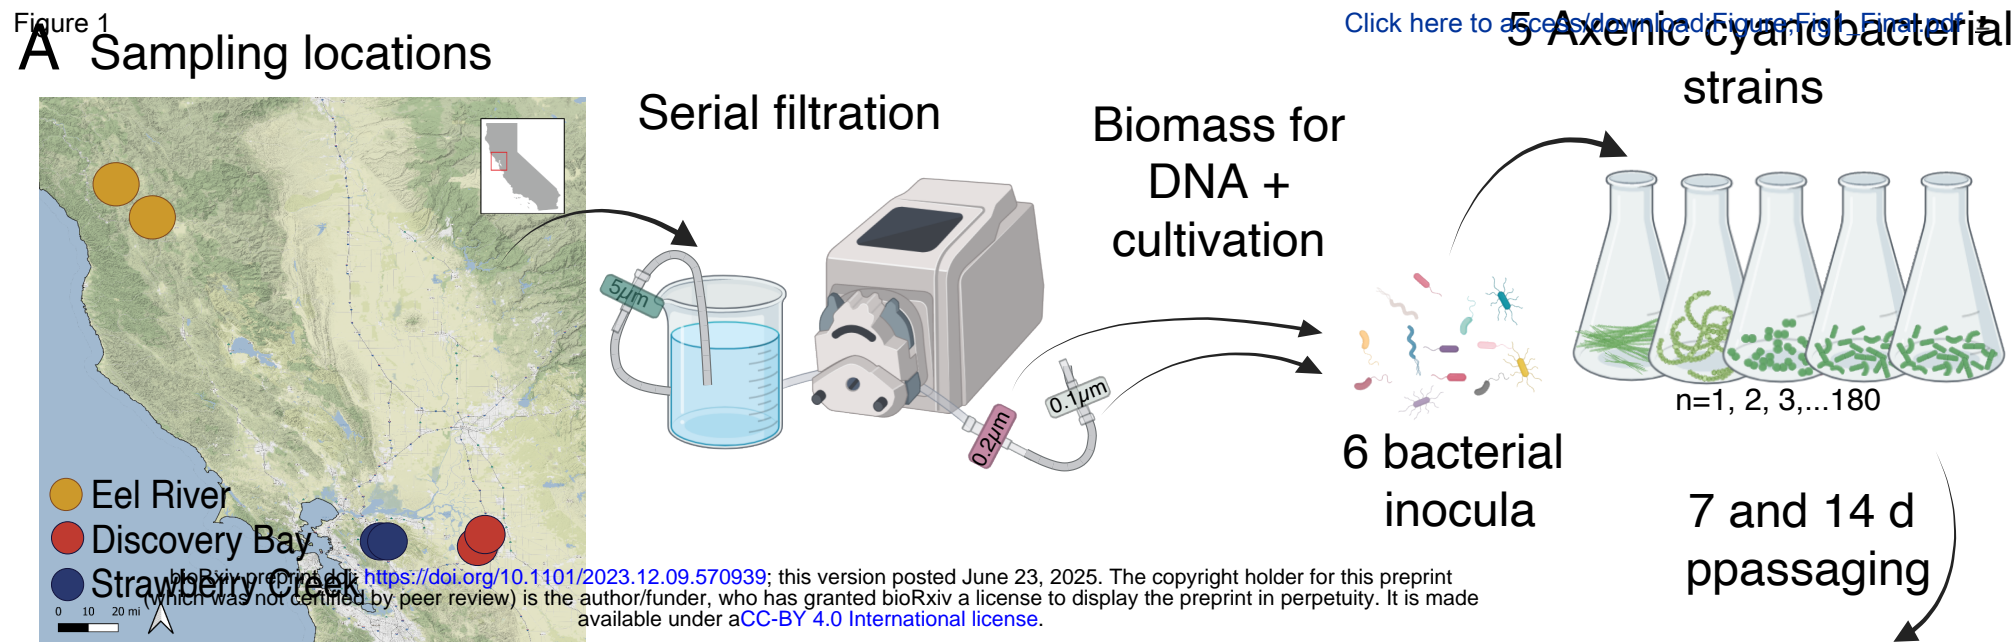 Figure 1
Click here to access/download;Figure;Fig1_Final.pdf
A Sampling locations
5 Axenic cyanobacterial
strains
Serial filtration
Biomass for
DNA +
cultivation
5µm
0.2µm
0.1µm
6 bacterial
inocula
n=1, 2, 3,...180
7 and 14 d
ppassaging
Eel River
Discovery Bay
Strawberry Creek
0 10 20 mi
bioRxiv preprint doi: https://doi.org/10.1101/2023.12.09.570939; this version posted June 23, 2025. The copyright holder for this preprint
(which was not certified by peer review) is the author/funder, who has granted bioRxiv a license to display the preprint in perpetuity. It is made
available under aCC-BY 4.0 International license.